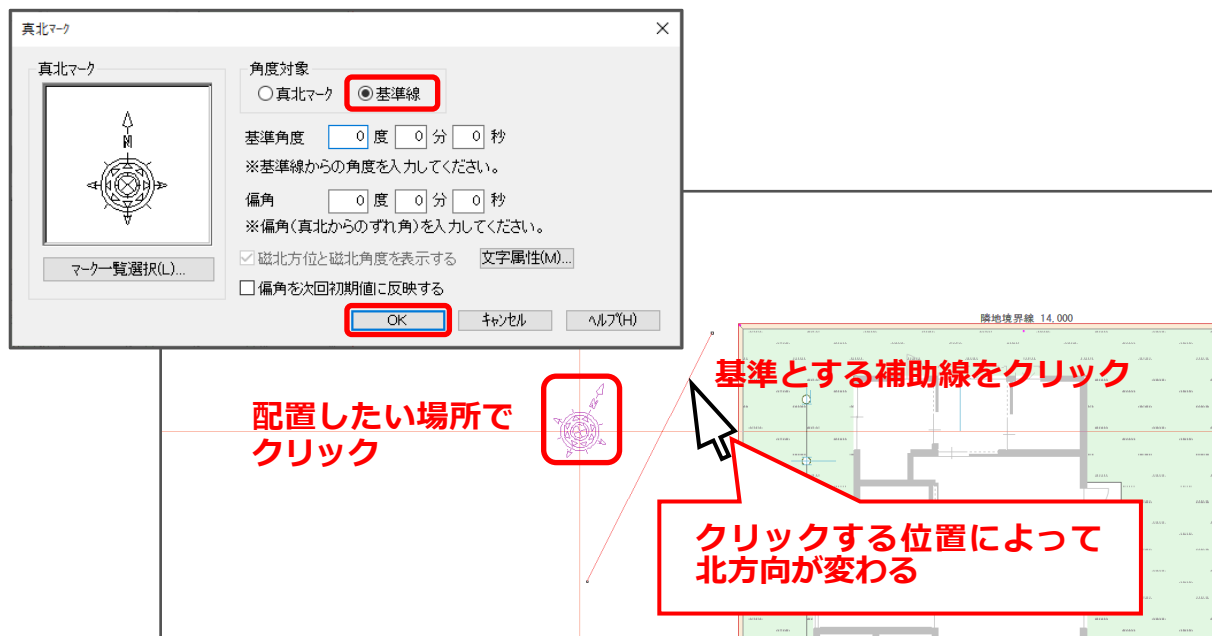 真北マーク
真北マーク
角度対象
真北マーク 基準線
N
基準角度 0 度 0 分 0 秒
※基準線からの角度を入力してください。
偏角 0 度 0 分 0 秒
※偏角(真北からのずれ角)を入力してください。
磁北方位と磁北角度を表示する 文字属性(M)...
マーク一覧選択(L)...
偏角を次回初期値に反映する
OK キャンセル ヘルプ(H)
隣地境界線 14,000
基準とする補助線をクリック
配置したい場所で
クリック
N
クリックする位置によって
北方向が変わる